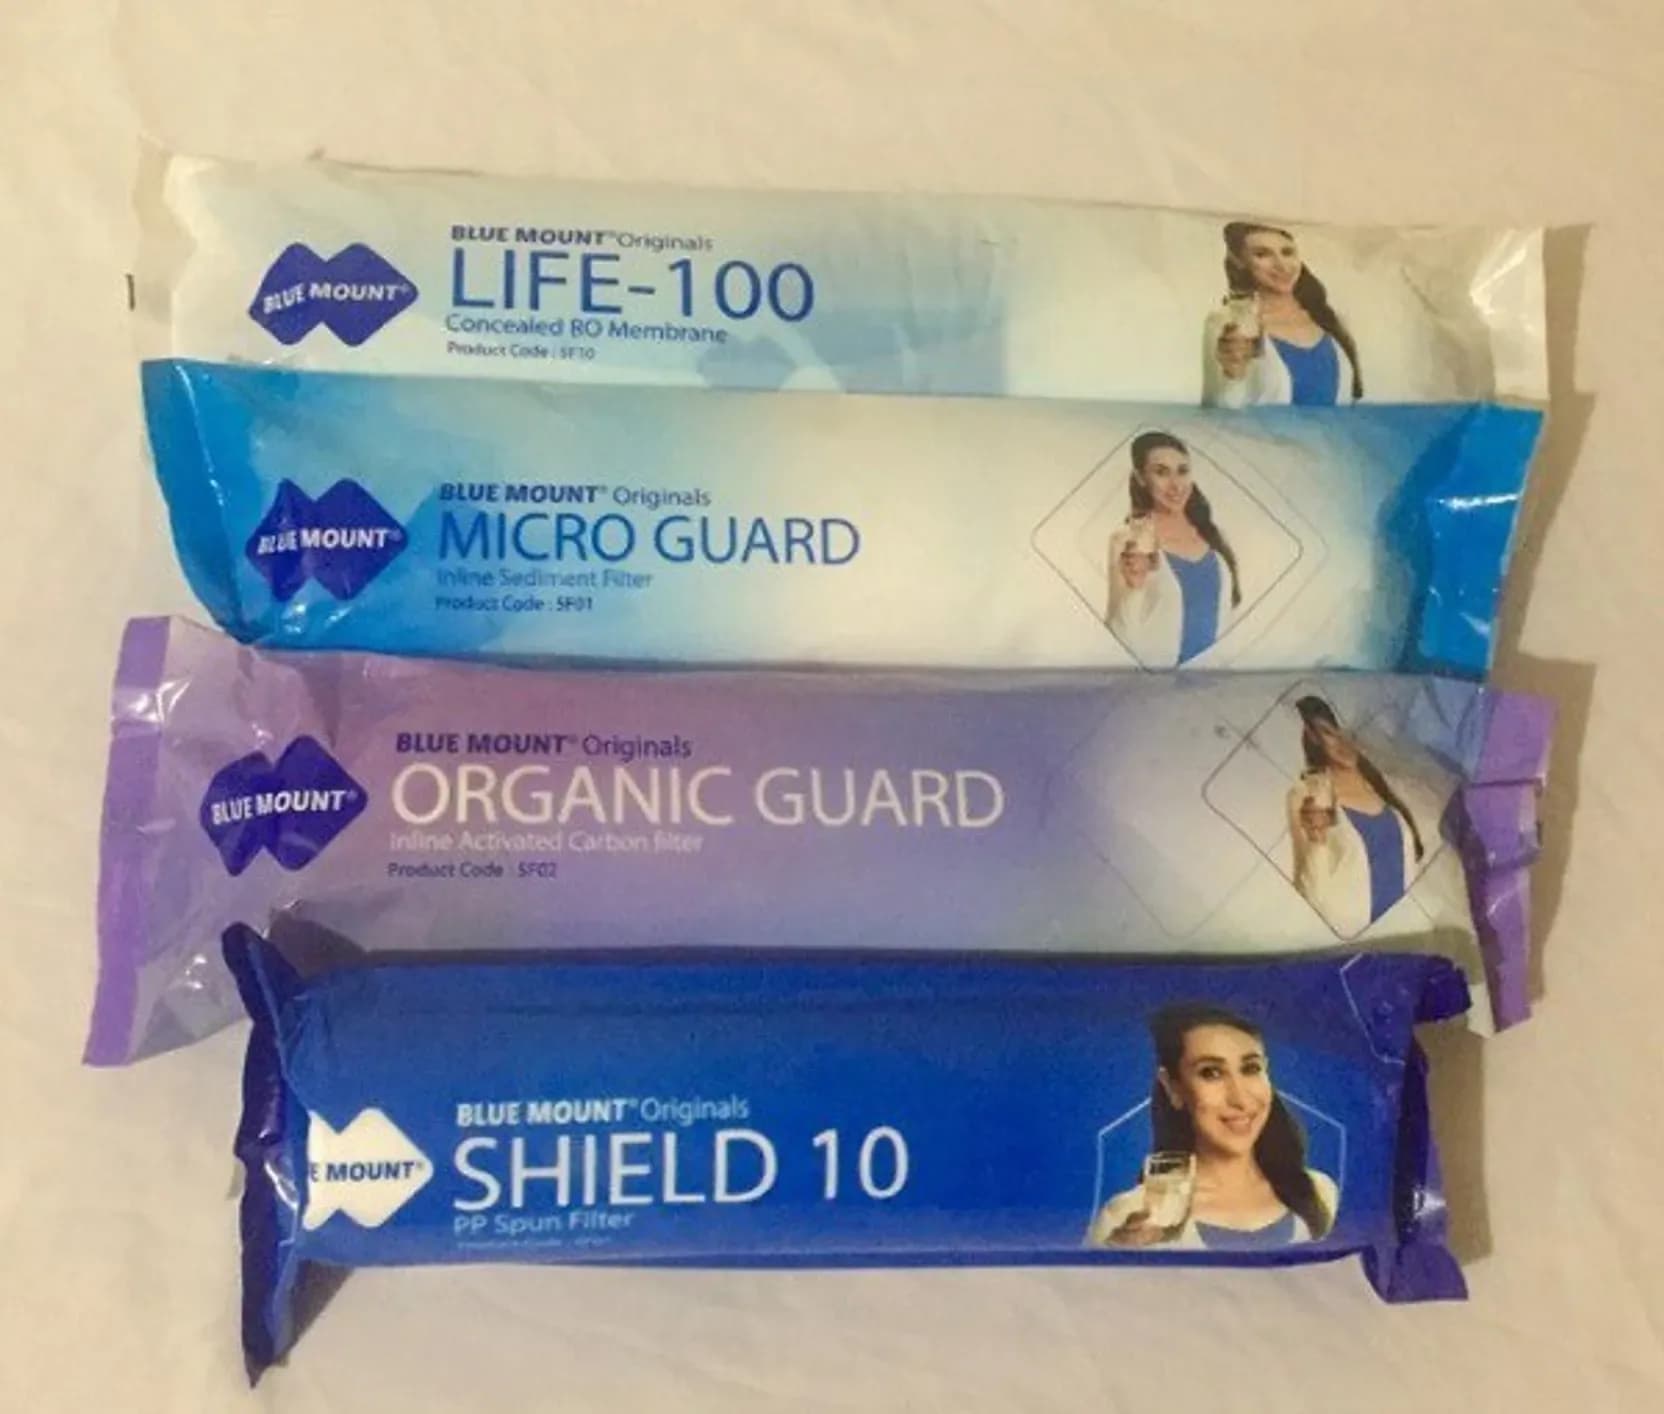 BLUE MOUNT®
BLUE MOUNT® Originals
LIFE-100
Concealed RO Membrane
Product Code : SF10
BLUE MOUNT®
BLUE MOUNT® Originals
MICRO GUARD
Inline Sediment Filter
Product Code : SF01
BLUE MOUNT®
BLUE MOUNT® Originals
ORGANIC GUARD
Inline Activated Carbon filter
Product Code : SF02
E MOUNT®
BLUE MOUNT® Originals
SHIELD 10
PP Spun Filter